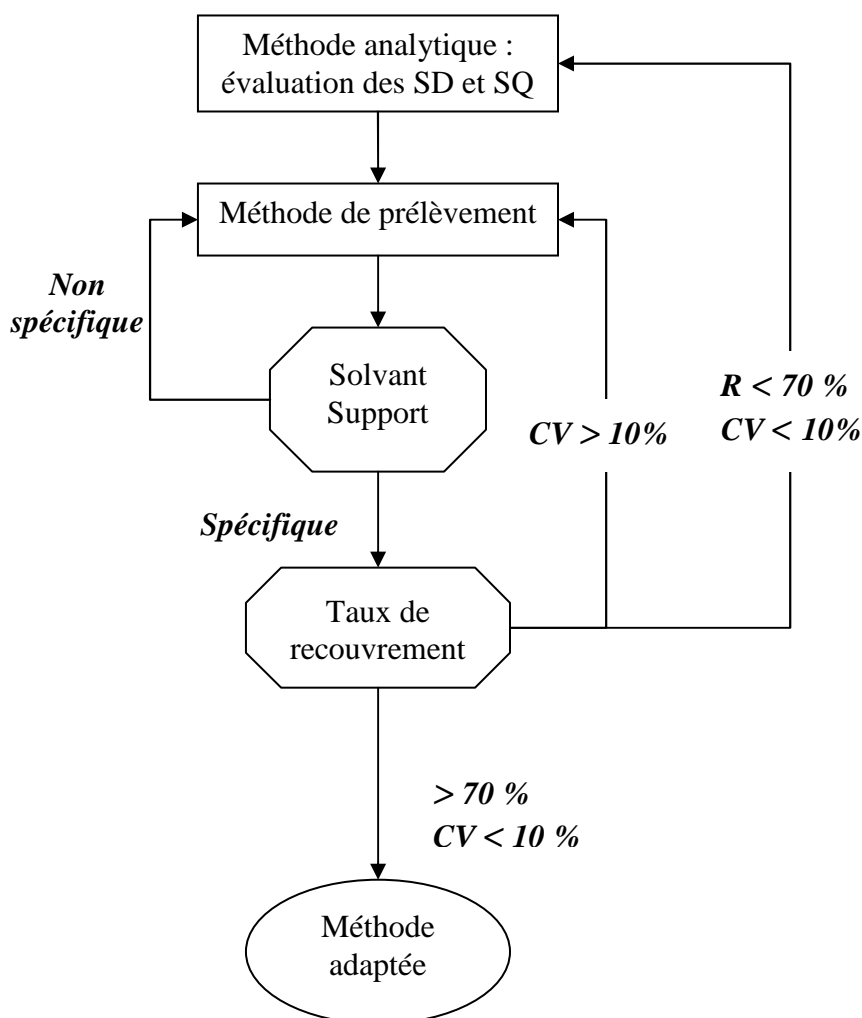 Méthode analytique :
évaluation des SD et SQ
Méthode de prélèvement
Non
spécifique
Solvant
Support
R < 70 %
CV < 10%
CV > 10%
Spécifique
Taux de
recouvrement
> 70 %
CV < 10 %
Méthode
adaptée